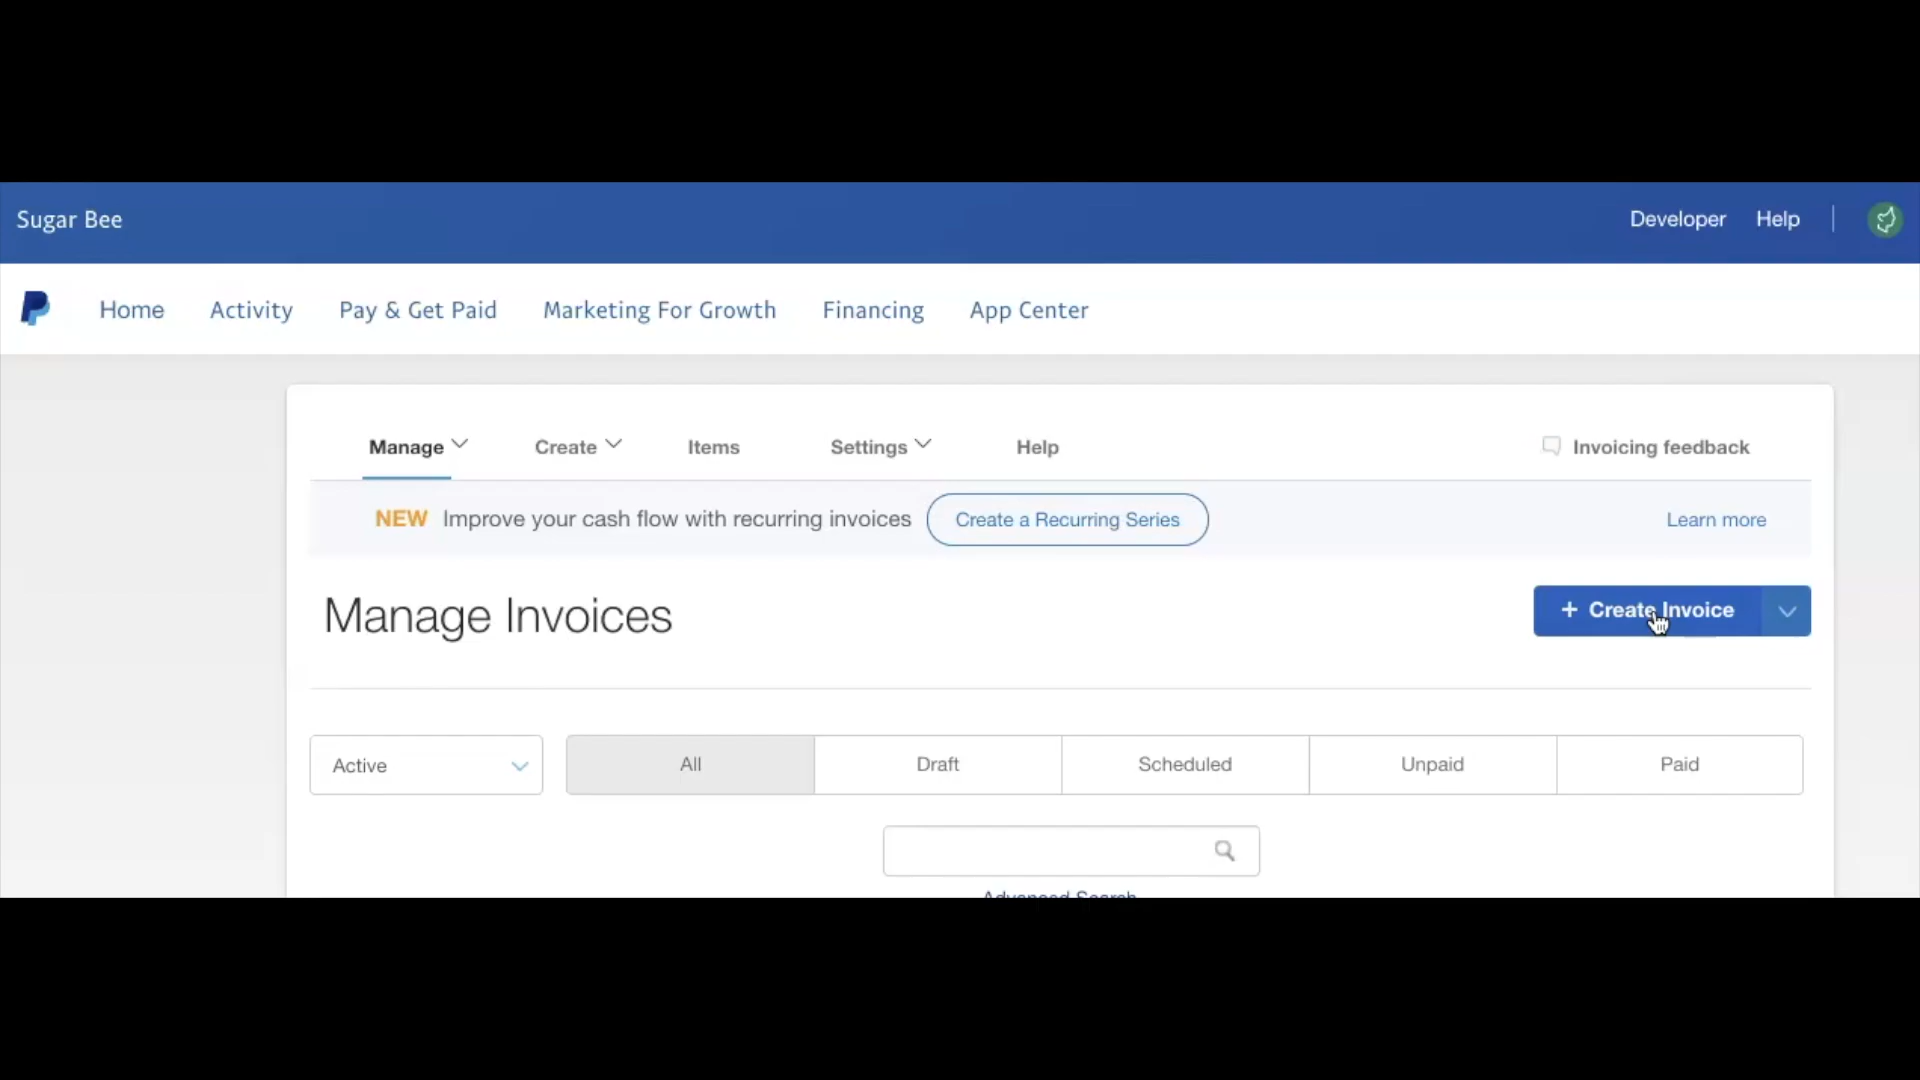 Sugar Bee
Developer Help
Home Activity Pay & Get Paid Marketing For Growth Financing App Center
Manage Create Items Settings Help Invoicing feedback
NEW Improve your cash flow with recurring invoices Create a Recurring Series Learn more
Manage Invoices
+ Create Invoice
Active All Draft Scheduled Unpaid Paid
Advanced Search